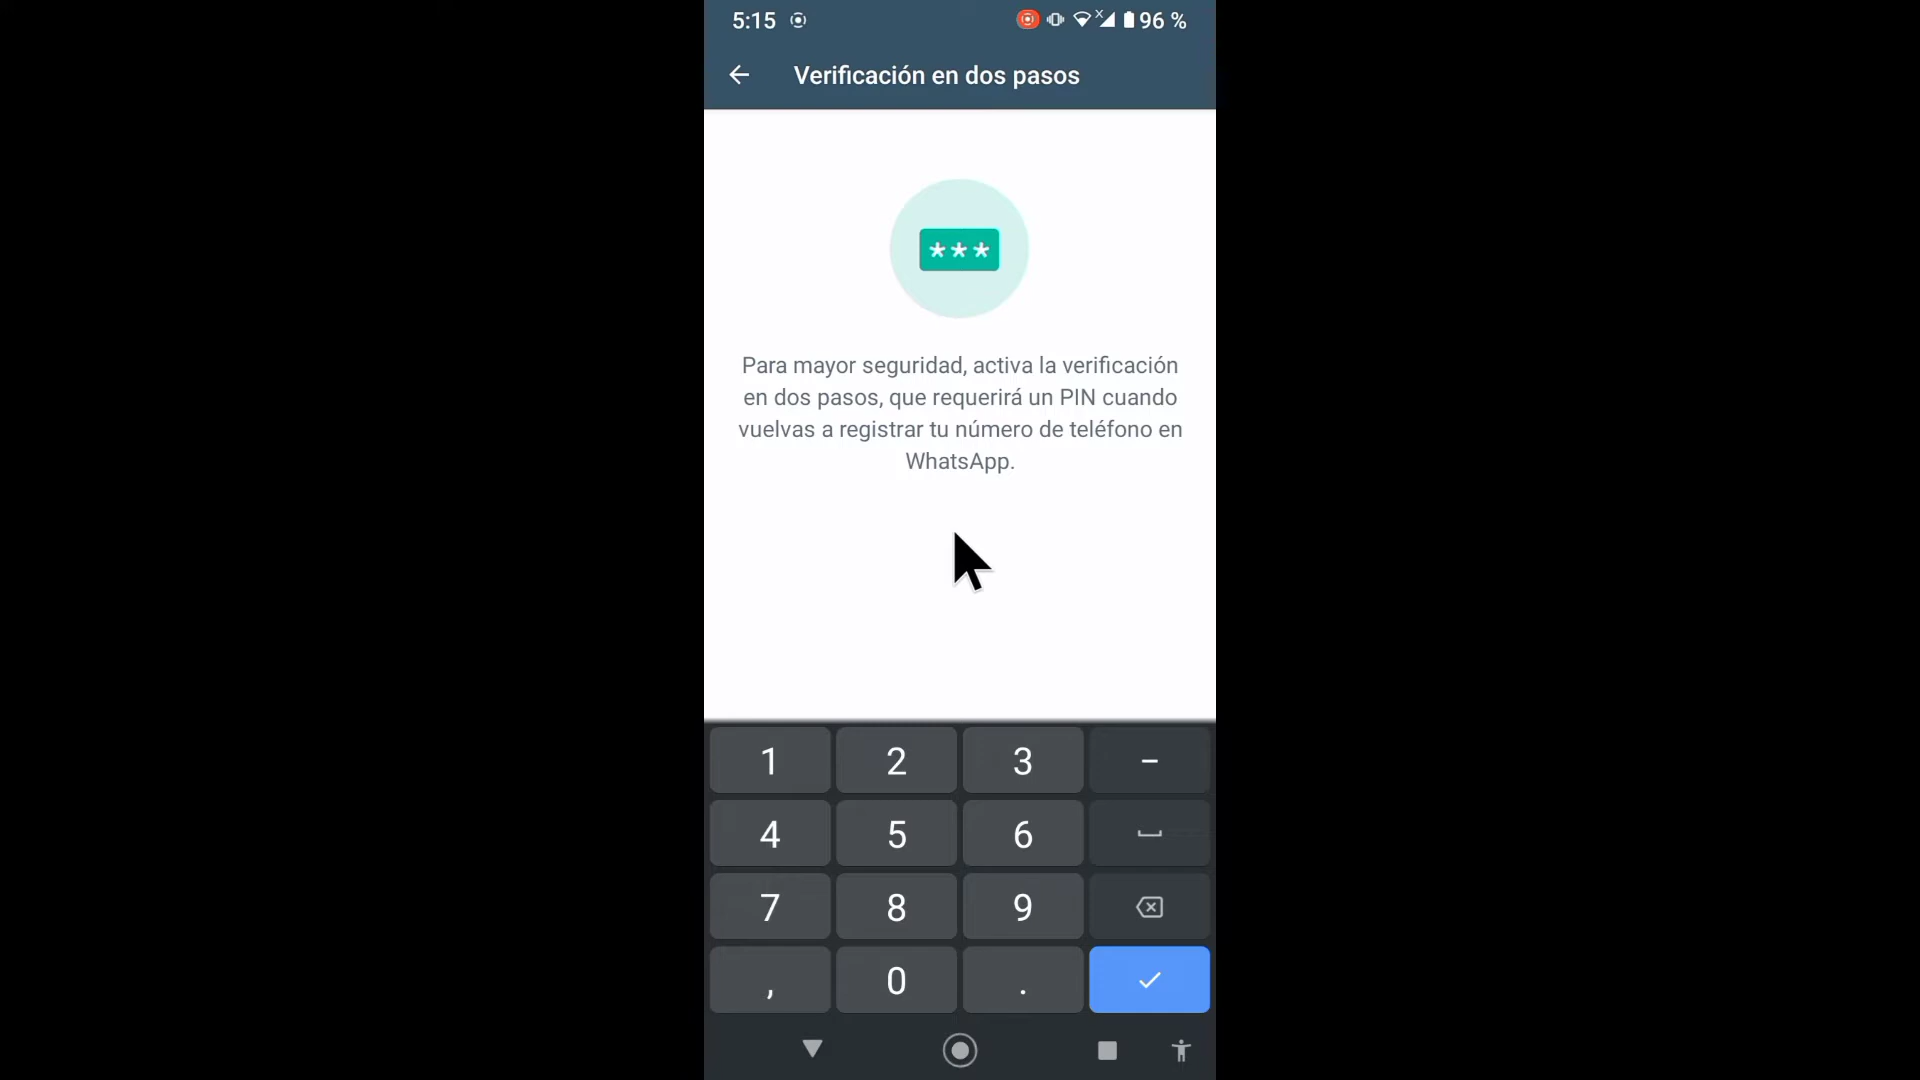 5:15
96 %
Verificación en dos pasos
***
Para mayor seguridad, activa la verificación
en dos pasos, que requerirá un PIN cuando
vuelvas a registrar tu número de teléfono en
WhatsApp.
1 2 3 -
4 5 6
7 8 9
, 0 .